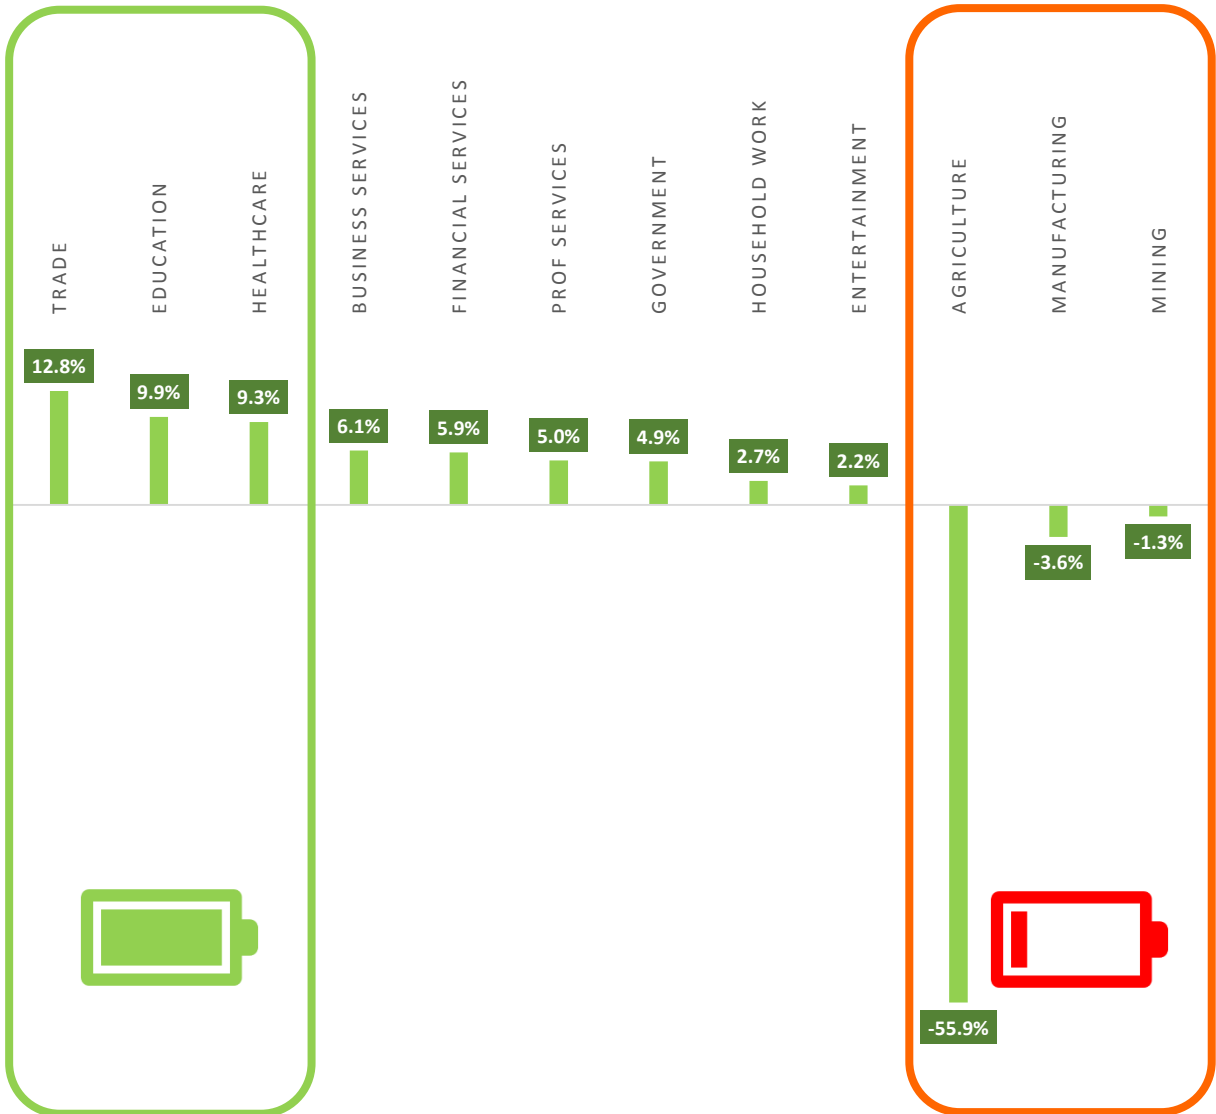 TRADE
EDUCATION
HEALTHCARE
BUSINESS SERVICES
FINANCIAL SERVICES
PROF SERVICES
GOVERNMENT
HOUSEHOLD WORK
ENTERTAINMENT
AGRICULTURE
MANUFACTURING
MINING
12.8%
9.9%
9.3%
6.1%
5.9%
5.0%
4.9%
2.7%
2.2%
-55.9%
-3.6%
-1.3%